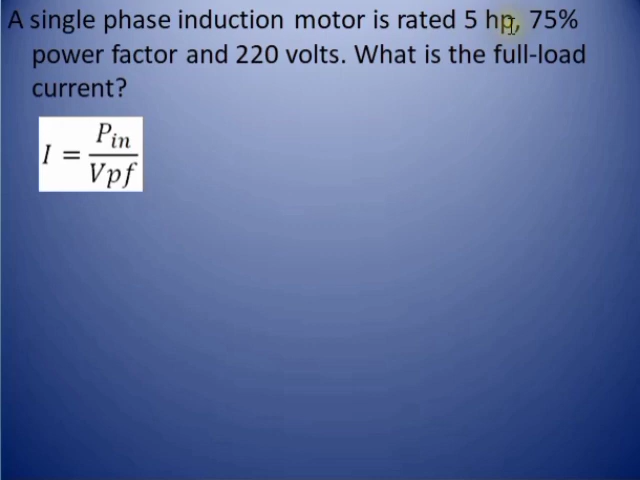 A single phase induction motor is rated 5 hp, 75%
power factor and 220 volts. What is the full-load
current?
I = P_in / Vpf